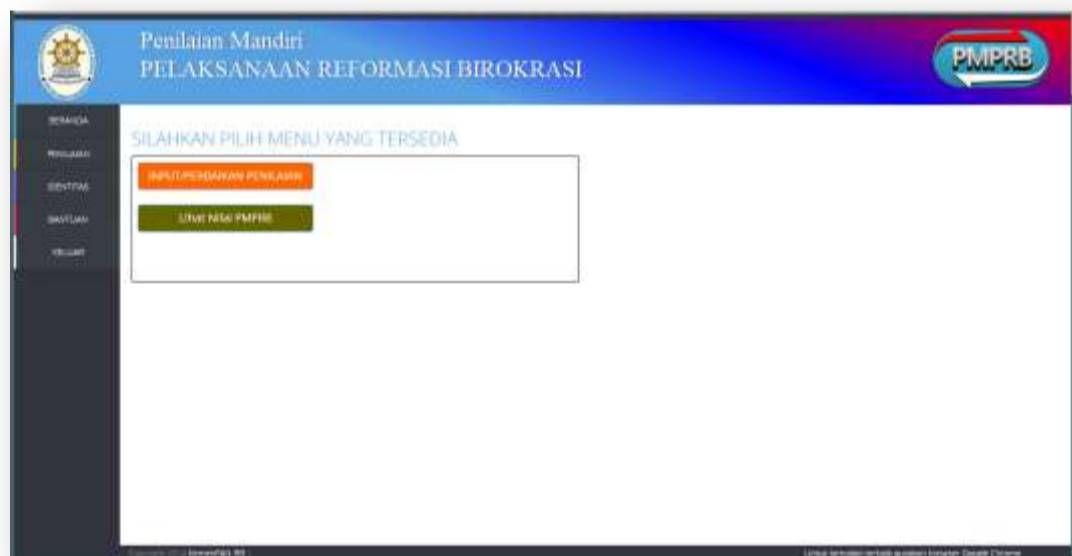 Penilaian Mandiri
PELAKSANAAN REFORMASI BIROKRASI
PMPRB
BERANDA
PENILAIAN
IDENTITAS
BANTUAN
KELUAR
SILAHKAN PILIH MENU YANG TERSEDIA
INPUT/PERBAIKAN PENILAIAN
Lihat Nilai PMPRB